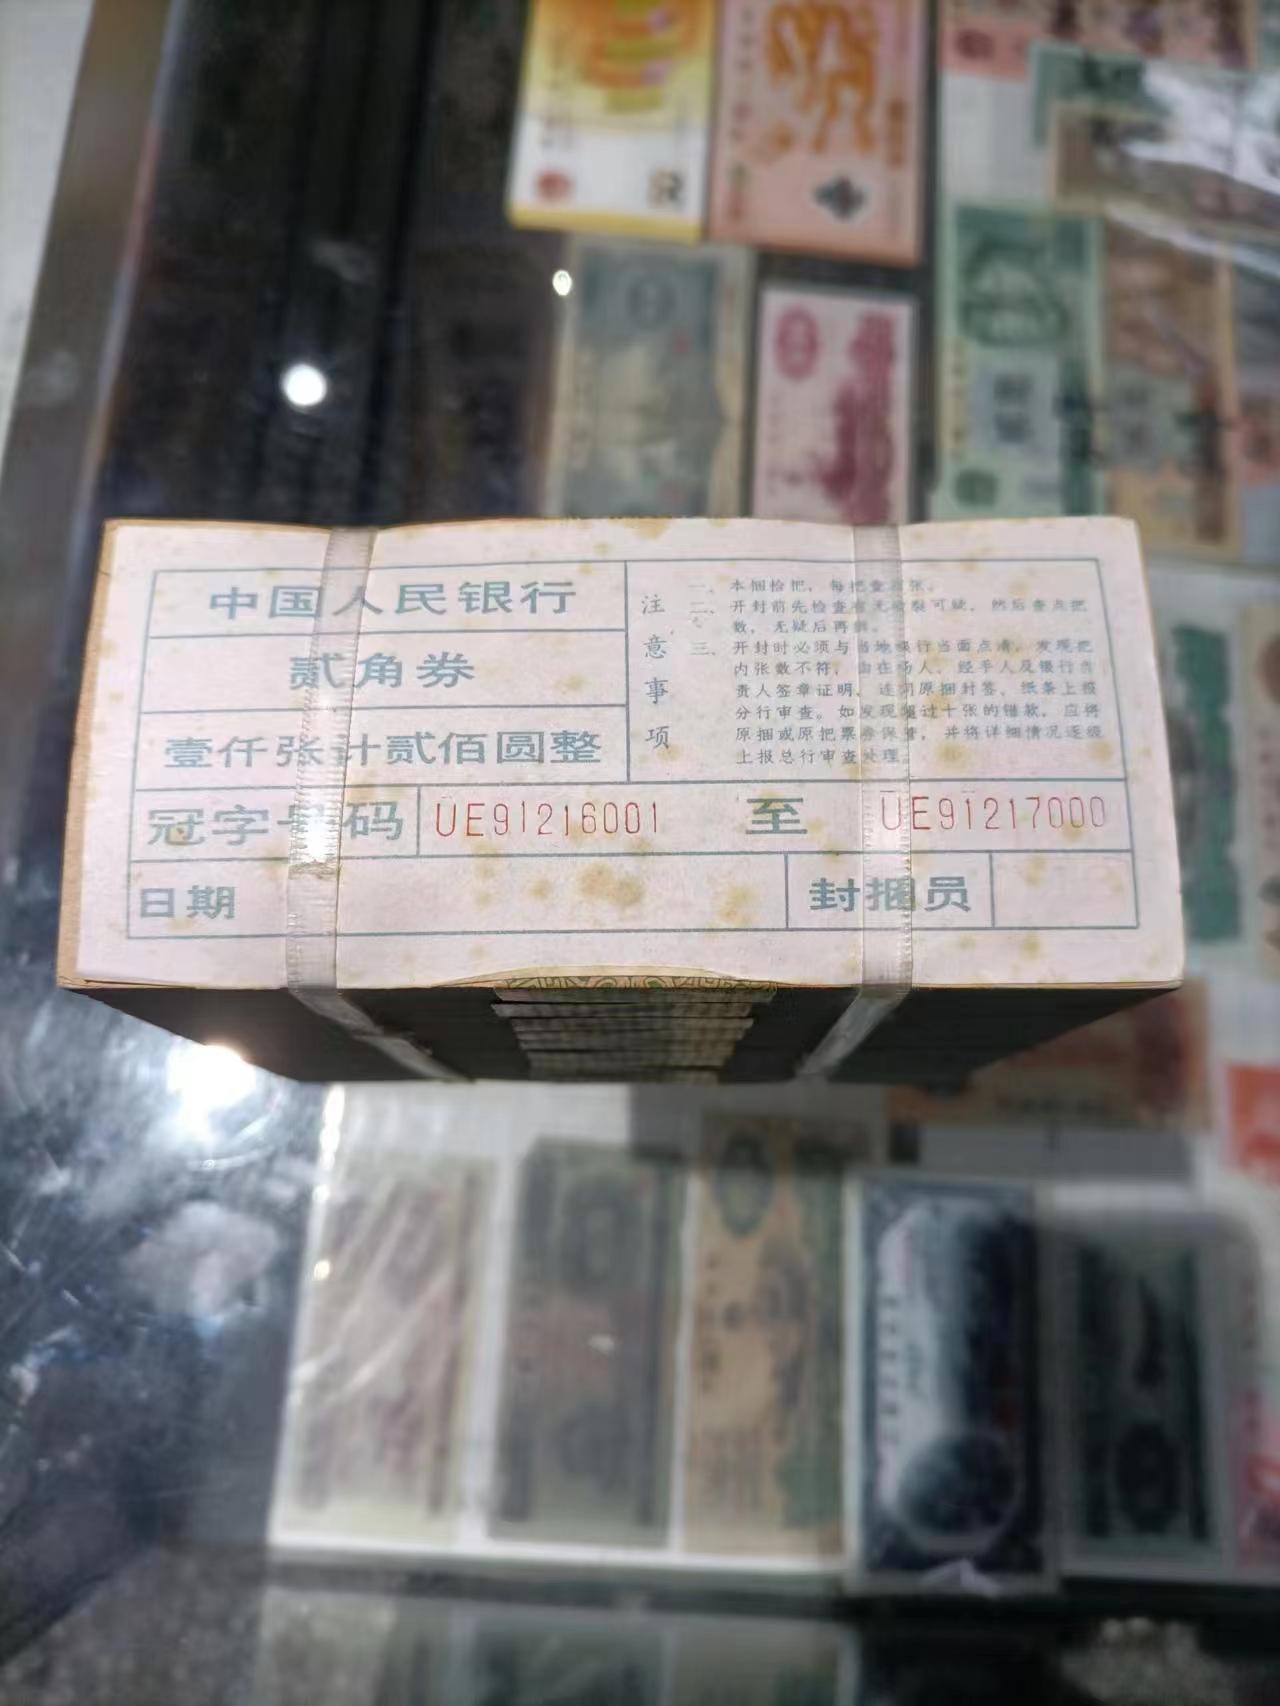 中国人民银行
贰角券
壹仟张计贰佰圆整
注意事项
一、本捆拾把，每把壹百张。
二、开封前先检查有无破裂可疑，然后查点把
数，无疑后再拆。
三、开封时必须与当地银行当面点清，发现把
内张数不符，由在场人、经手人及银行负
责人签章证明，连同原捆封签、纸条上报
分行审查。如发现超过十张的错款，应将
原捆或原把票券保管，并将详细情况逐级
上报总行审查处理。
冠字号码 UE91216001 至 UE91217000
日期 封捆员